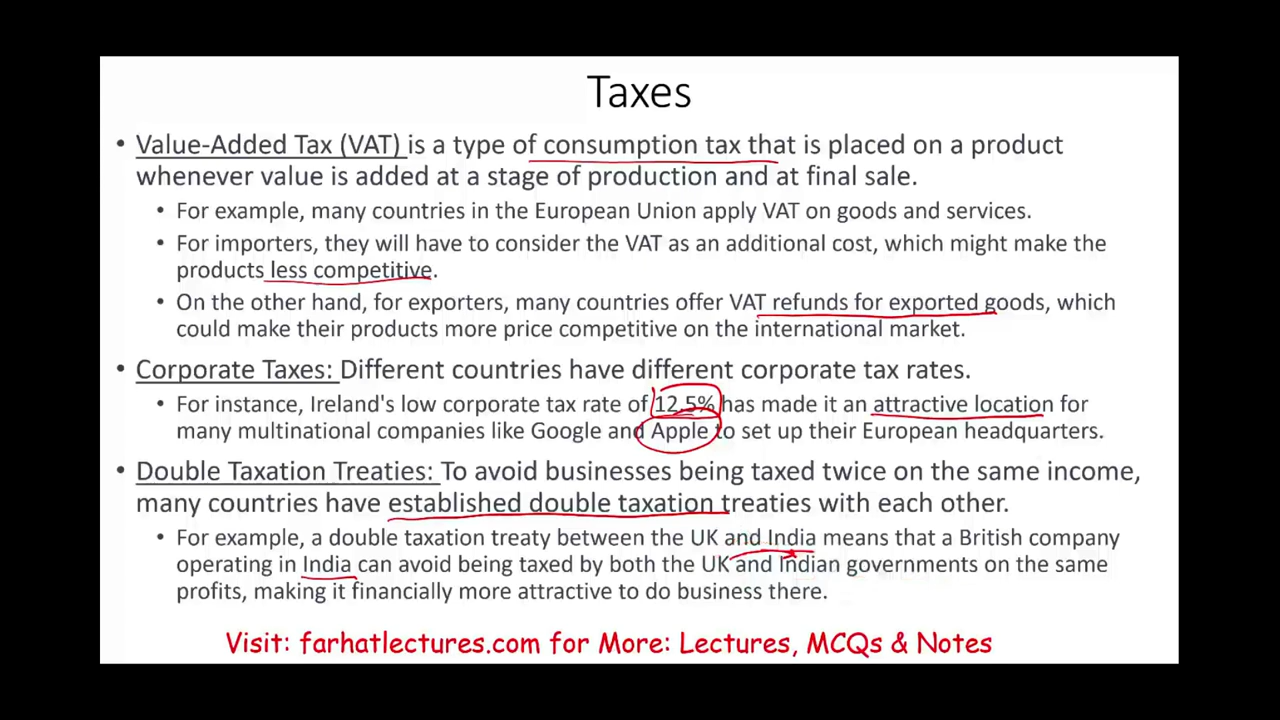 Taxes
• Value-Added Tax (VAT) is a type of consumption tax that is placed on a product
whenever value is added at a stage of production and at final sale.
• For example, many countries in the European Union apply VAT on goods and services.
• For importers, they will have to consider the VAT as an additional cost, which might make the
products less competitive.
• On the other hand, for exporters, many countries offer VAT refunds for exported goods, which
could make their products more price competitive on the international market.
• Corporate Taxes: Different countries have different corporate tax rates.
• For instance, Ireland's low corporate tax rate of 12.5% has made it an attractive location for
many multinational companies like Google and Apple to set up their European headquarters.
• Double Taxation Treaties: To avoid businesses being taxed twice on the same income,
many countries have established double taxation treaties with each other.
• For example, a double taxation treaty between the UK and India means that a British company
operating in India can avoid being taxed by both the UK and Indian governments on the same
profits, making it financially more attractive to do business there.
Visit: farhatlectures.com for More: Lectures, MCQs & Notes